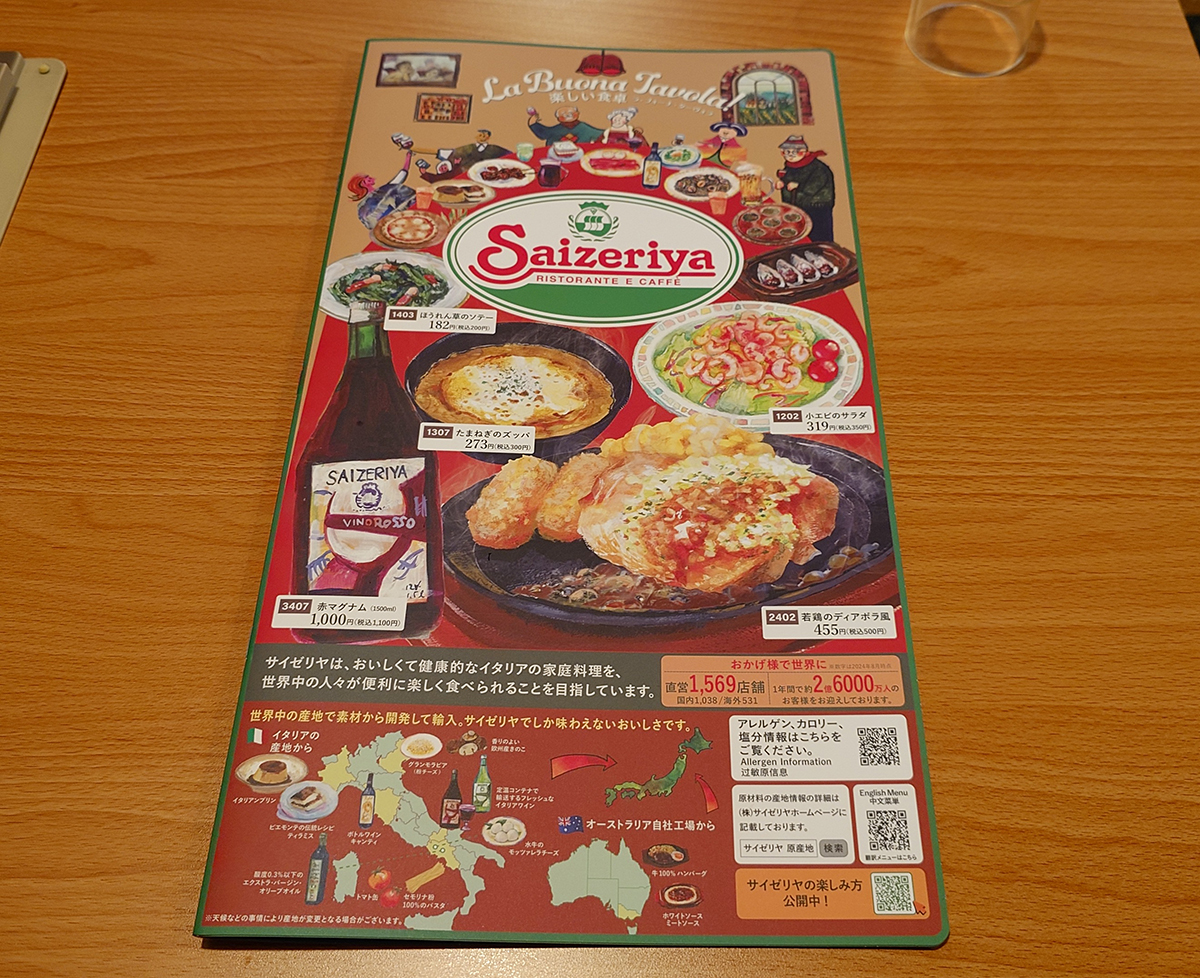 La Buona Tavola!
楽しい食卓
Saizeriya
RISTORANTE E CAFFÈ
1403 ほうれん草のソテー
182円(税込200円)
1307 たまねぎのズッパ
273円(税込300円)
1202 小エビのサラダ
319円(税込350円)
SAIZERIYA
VINO ROSSO
3407 赤マグナム (1500ml)
1,000円(税込1,100円)
2402 若鶏のディアボラ風
455円(税込500円)
サイゼリヤは、おいしくて健康的なイタリアの家庭料理を、
世界中の人々が便利に楽しく食べられることを目指しています。
おかげ様で世界に ※数字は2024年8月時点
直営1,569店舗
国内1,038/海外531
1年間で約2億6000万人の
お客様をお迎えしております。
世界中の産地で素材から開発して輸入。サイゼリヤでしか味わえないおいしさです。
イタリアの
産地から
イタリアンプリン
ピエモンテの伝統レシピ
ティラミス
酸度0.3%以下の
エクストラ・バージン・
オリーブオイル
グランモラビア
(粉チーズ)
香りのよい
欧州産きのこ
定温コンテナで
輸送するフレッシュな
イタリアワイン
ボトルワイン
キャンティ
水牛の
モッツァレラチーズ
トマト缶
セモリナ粉
100%のパスタ
オーストラリア自社工場から
牛100%ハンバーグ
ホワイトソース
ミートソース
※天候などの事情により産地が変更となる場合がございます。
アレルゲン、カロリー、
塩分情報はこちらを
ご覧ください。
Allergen Information
过敏原信息
原材料の産地情報の詳細は
(株)サイゼリヤホームページに
記載しております。
サイゼリヤ 原産地 検索
English Menu
中文菜單
翻訳メニューはこちら
サイゼリヤの楽しみ方
公開中!